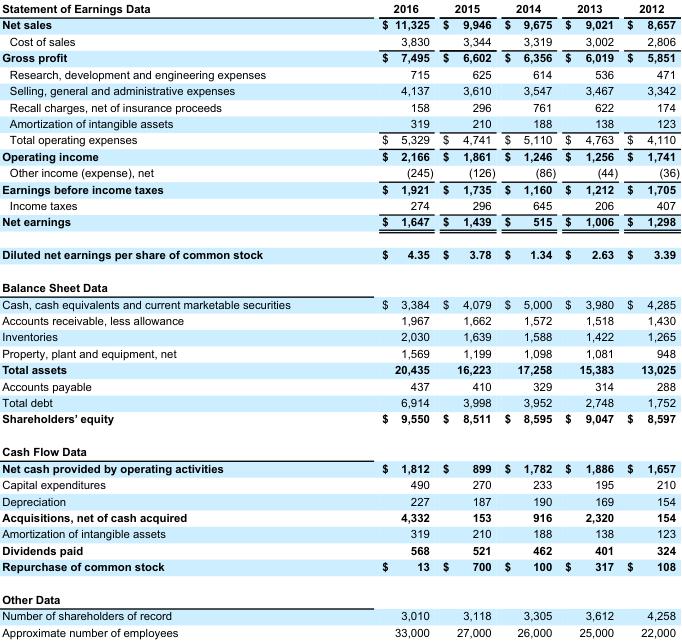 Statement of Earnings Data 2016 2015 2014 2013 2012
Net sales $ 11,325 $ 9,946 $ 9,675 $ 9,021 $ 8,657
Cost of sales 3,830 3,344 3,319 3,002 2,806
Gross profit $ 7,495 $ 6,602 $ 6,356 $ 6,019 $ 5,851
Research, development and engineering expenses 715 625 614 536 471
Selling, general and administrative expenses 4,137 3,610 3,547 3,467 3,342
Recall charges, net of insurance proceeds 158 296 761 622 174
Amortization of intangible assets 319 210 188 138 123
Total operating expenses $ 5,329 $ 4,741 $ 5,110 $ 4,763 $ 4,110
Operating income $ 2,166 $ 1,861 $ 1,246 $ 1,256 $ 1,741
Other income (expense), net (245) (126) (86) (44) (36)
Earnings before income taxes $ 1,921 $ 1,735 $ 1,160 $ 1,212 $ 1,705
Income taxes 274 296 645 206 407
Net earnings $ 1,647 $ 1,439 $ 515 $ 1,006 $ 1,298
Diluted net earnings per share of common stock $ 4.35 $ 3.78 $ 1.34 $ 2.63 $ 3.39
Balance Sheet Data
Cash, cash equivalents and current marketable securities $ 3,384 $ 4,079 $ 5,000 $ 3,980 $ 4,285
Accounts receivable, less allowance 1,967 1,662 1,572 1,518 1,430
Inventories 2,030 1,639 1,588 1,422 1,265
Property, plant and equipment, net 1,569 1,199 1,098 1,081 948
Total assets 20,435 16,223 17,258 15,383 13,025
Accounts payable 437 410 329 314 288
Total debt 6,914 3,998 3,952 2,748 1,752
Shareholders' equity $ 9,550 $ 8,511 $ 8,595 $ 9,047 $ 8,597
Cash Flow Data
Net cash provided by operating activities $ 1,812 $ 899 $ 1,782 $ 1,886 $ 1,657
Capital expenditures 490 270 233 195 210
Depreciation 227 187 190 169 154
Acquisitions, net of cash acquired 4,332 153 916 2,320 154
Amortization of intangible assets 319 210 188 138 123
Dividends paid 568 521 462 401 324
Repurchase of common stock $ 13 $ 700 $ 100 $ 317 $ 108
Other Data
Number of shareholders of record 3,010 3,118 3,305 3,612 4,258
Approximate number of employees 33,000 27,000 26,000 25,000 22,000